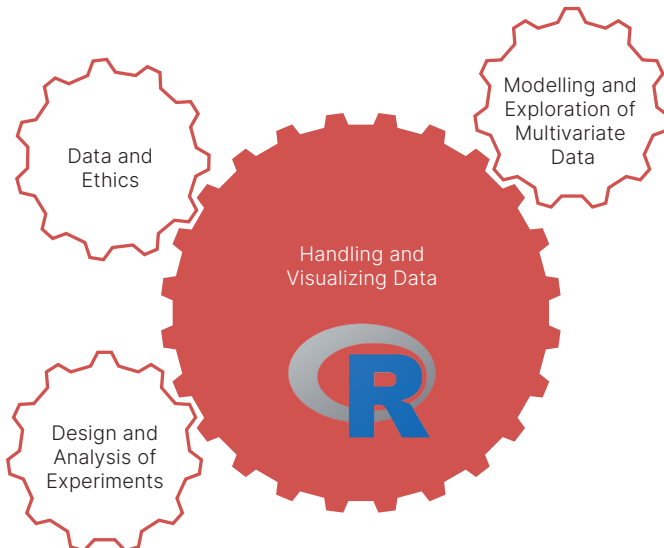 Modelling and
Exploration of
Multivariate
Data
Data and
Ethics
Handling and
Visualizing Data
R
Design and
Analysis of
Experiments